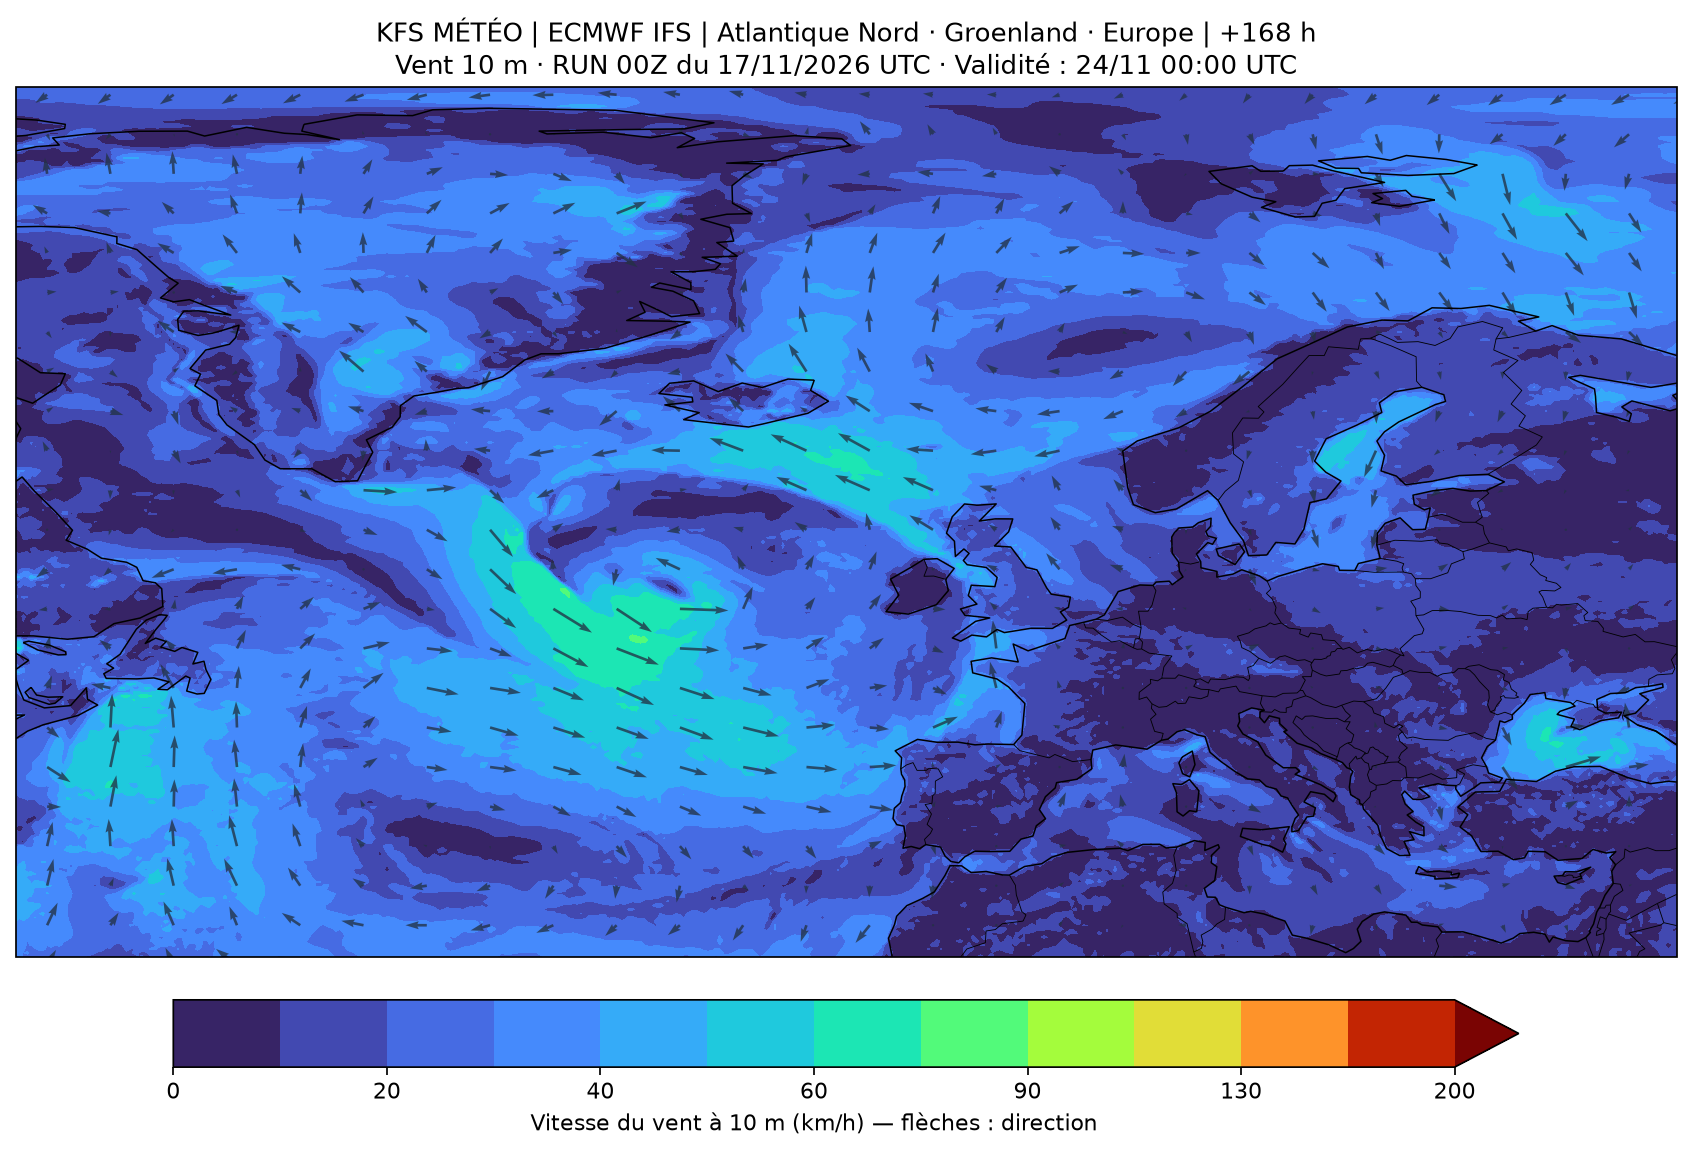 KFS MÉTÉO | ECMWF IFS | Atlantique Nord · Groenland · Europe | +168 h
Vent 10 m · RUN 00Z du 17/11/2026 UTC · Validité : 24/11 00:00 UTC
0 20 40 60 90 130 200
Vitesse du vent à 10 m (km/h) — flèches : direction